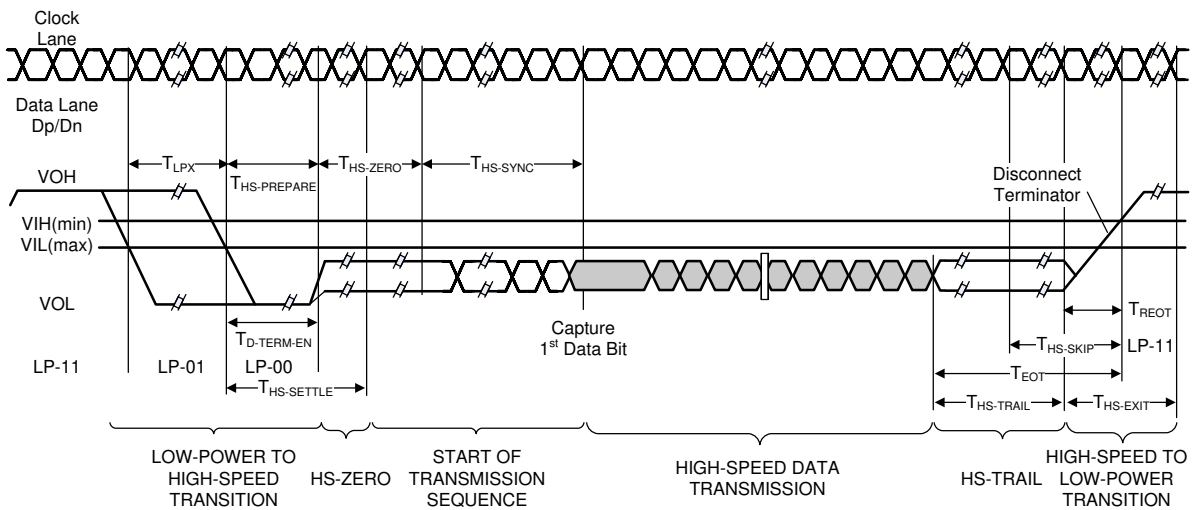 Clock
Lane
Data Lane
Dp/Dn
TLPX
THS-PREPARE
THS-ZERO
THS-SYNC
Disconnect
Terminator
VOH
VIH(min)
VIL(max)
VOL
TD-TERM-EN
Capture
1st Data Bit
TREOT
THS-SKIP
LP-11
LP-11
LP-01
LP-00
TEOT
THS-SETTLE
THS-TRAIL
THS-EXIT
LOW-POWER TO
HIGH-SPEED
TRANSITION
HS-ZERO
START OF
TRANSMISSION
SEQUENCE
HIGH-SPEED DATA
TRANSMISSION
HS-TRAIL
HIGH-SPEED TO
LOW-POWER
TRANSITION